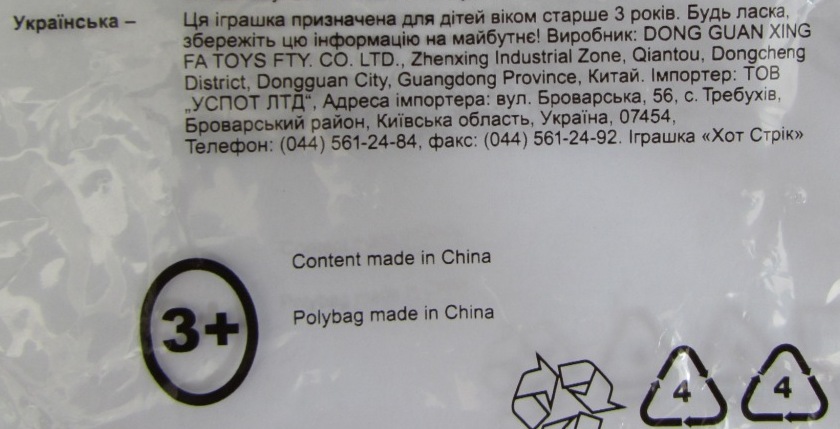 Українська –
Ця іграшка призначена для дітей віком старше 3 років. Будь ласка,
збережіть цю інформацію на майбутнє! Виробник: DONG GUAN XING
FA TOYS FTY. CO. LTD., Zhenxing Industrial Zone, Qiantou, Dongcheng
District, Dongguan City, Guangdong Province, Китай. Імпортер: ТОВ
„УСПОТ ЛТД“, Адреса імпортера: вул. Броварська, 56, с. Требухів,
Броварський район, Київська область, Україна, 07454,
Телефон: (044) 561-24-84, факс: (044) 561-24-92. Іграшка «Хот Стрік»
Content made in China
3+
Polybag made in China
4
4